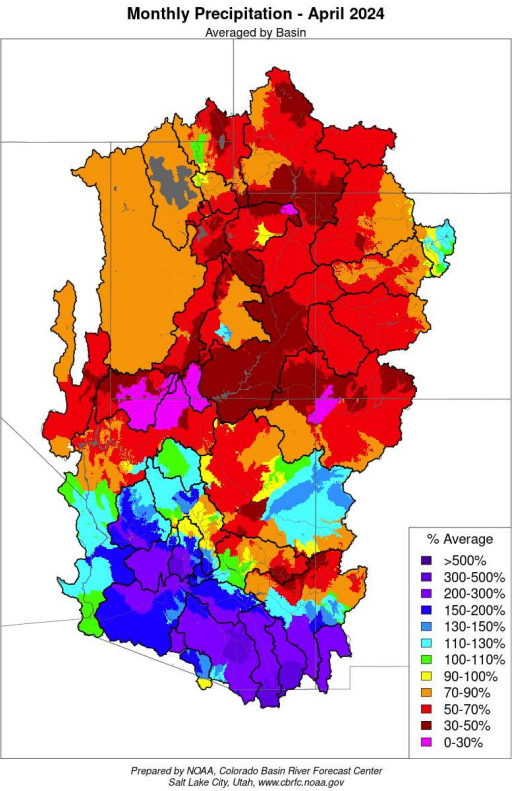 Monthly Precipitation - April 2024
Averaged by Basin
% Average
>500%
300-500%
200-300%
150-200%
130-150%
110-130%
100-110%
90-100%
70-90%
50-70%
30-50%
0-30%
Prepared by NOAA, Colorado Basin River Forecast Center
Salt Lake City, Utah, www.cbrfc.noaa.gov